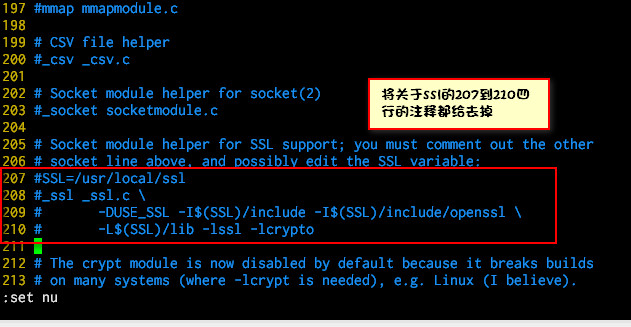 197 #mmap mmapmodule.c
198
199 # CSV file helper
200 #_csv _csv.c
201
202 # Socket module helper for socket(2)
203 #_socket socketmodule.c
204
将关于SSl的207到210四
行的注释都给去掉
205 # Socket module helper for SSL support; you must comment out the other
206 # socket line above, and possibly edit the SSL variable:
207 #SSL=/usr/local/ssl
208 #_ssl _ssl.c \
209 #       -DUSE_SSL -I$(SSL)/include -I$(SSL)/include/openssl \
210 #       -L$(SSL)/lib -lssl -lcrypto
211
212 # The crypt module is now disabled by default because it breaks builds
213 # on many systems (where -lcrypt is needed), e.g. Linux (I believe).
:set nu